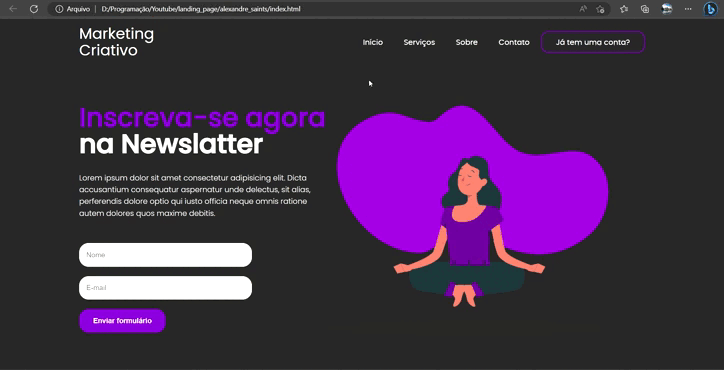 Arquivo | D:/Programação/Youtube/landing_page/alexandre_saints/index.html
Marketing
Criativo
Início Serviços Sobre Contato Já tem uma conta?
Inscreva-se agora
na Newslatter
Lorem ipsum dolor sit amet consectetur adipisicing elit. Dicta
accusantium consequatur aspernatur unde delectus, sit alias,
perferendis dolore optio qui iusto officia neque omnis ratione
autem dolores quos maxime debitis.
Nome
E-mail
Enviar formulário